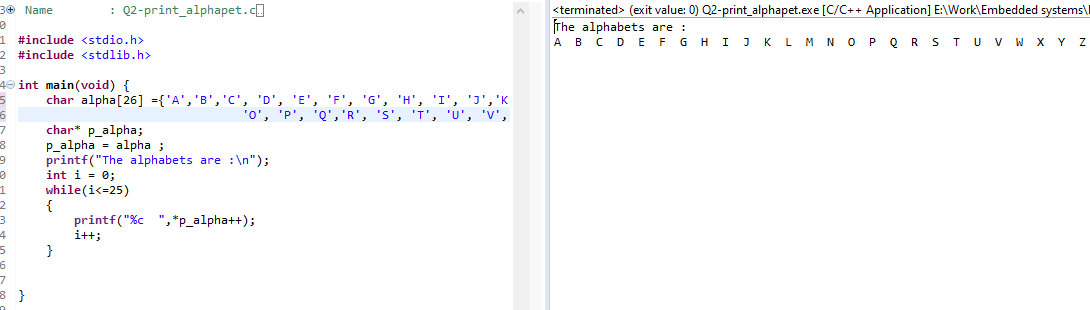 Name : Q2-print_alphapet.c
#include <stdio.h>
#include <stdlib.h>
int main(void) {
char alpha[26] ={'A','B','C', 'D', 'E', 'F', 'G', 'H', 'I', 'J','K
'O', 'P', 'Q','R', 'S', 'T', 'U', 'V',
char* p_alpha;
p_alpha = alpha ;
printf("The alphabets are :\n");
int i = 0;
while(i<=25)
{
printf("%c  ",*p_alpha++);
i++;
}
}
<terminated> (exit value: 0) Q2-print_alphapet.exe [C/C++ Application] E:\Work\Embedded systems\
The alphabets are :
A B C D E F G H I J K L M N O P Q R S T U V W X Y Z